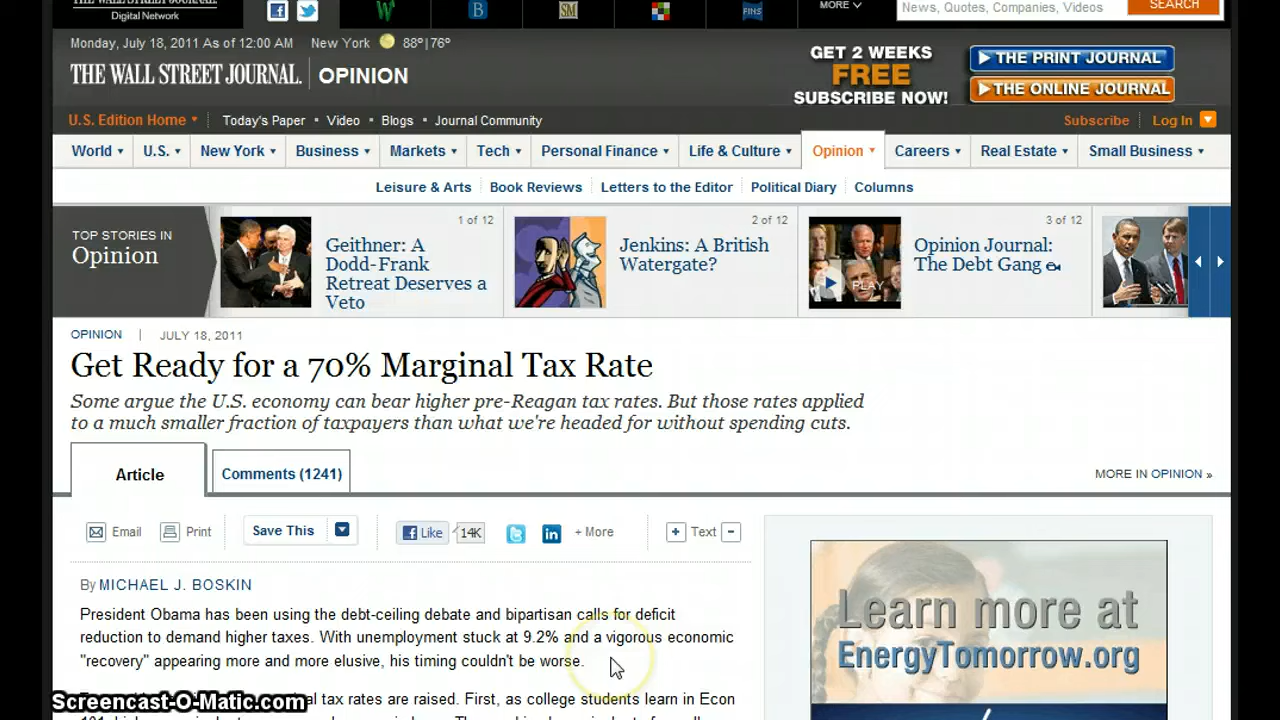 THE WALL STREET JOURNAL.
Digital Network
W
B
SM
FINS
MORE
News, Quotes, Companies, Videos
SEARCH
Monday, July 18, 2011 As of 12:00 AM New York 88º|76º
THE WALL STREET JOURNAL. OPINION
GET 2 WEEKS
FREE
SUBSCRIBE NOW!
THE PRINT JOURNAL
THE ONLINE JOURNAL
U.S. Edition Home Today's Paper • Video • Blogs • Journal Community
Subscribe Log In
World U.S. New York Business Markets Tech Personal Finance Life & Culture Opinion Careers Real Estate Small Business
Leisure & Arts Book Reviews Letters to the Editor Political Diary Columns
TOP STORIES IN
Opinion
1 of 12
Geithner: A
Dodd-Frank
Retreat Deserves a
Veto
2 of 12
Jenkins: A British
Watergate?
3 of 12
PLAY
Opinion Journal:
The Debt Gang
OPINION | JULY 18, 2011
Get Ready for a 70% Marginal Tax Rate
Some argue the U.S. economy can bear higher pre-Reagan tax rates. But those rates applied
to a much smaller fraction of taxpayers than what we're headed for without spending cuts.
Article Comments (1241)
MORE IN OPINION »
Email Print Save This Like 14K in + More + Text -
By MICHAEL J. BOSKIN
President Obama has been using the debt-ceiling debate and bipartisan calls for deficit
reduction to demand higher taxes. With unemployment stuck at 9.2% and a vigorous economic
"recovery" appearing more and more elusive, his timing couldn't be worse.
tax rates are raised. First, as college students learn in Econ
Learn more at
EnergyTomorrow.org
Screencast-O-Matic.com